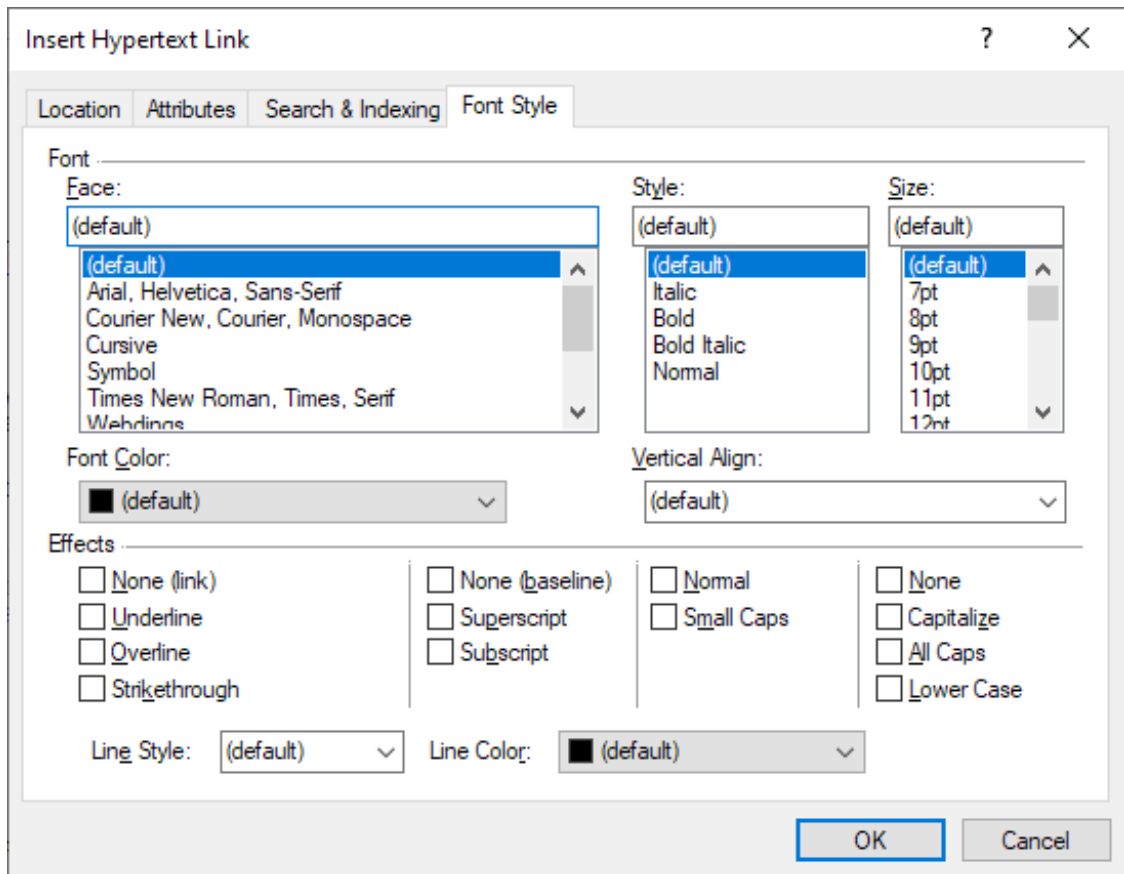 Insert Hypertext Link ?
Location Attributes Search & Indexing Font Style
Font
Face: Style: Size:
(default) (default) (default)
(default) (default) (default)
Arial, Helvetica, Sans-Serif Italic 7pt
Courier New, Courier, Monospace Bold 8pt
Cursive Bold Italic 9pt
Symbol Normal 10pt
Times New Roman, Times, Serif 11pt
Webdings 12pt
Font Color: Vertical Align:
(default) (default)
Effects
None (link) None (baseline) Normal None
Underline Superscript Small Caps Capitalize
Overline Subscript All Caps
Strikethrough Lower Case
Line Style: (default) Line Color: (default)
OK Cancel